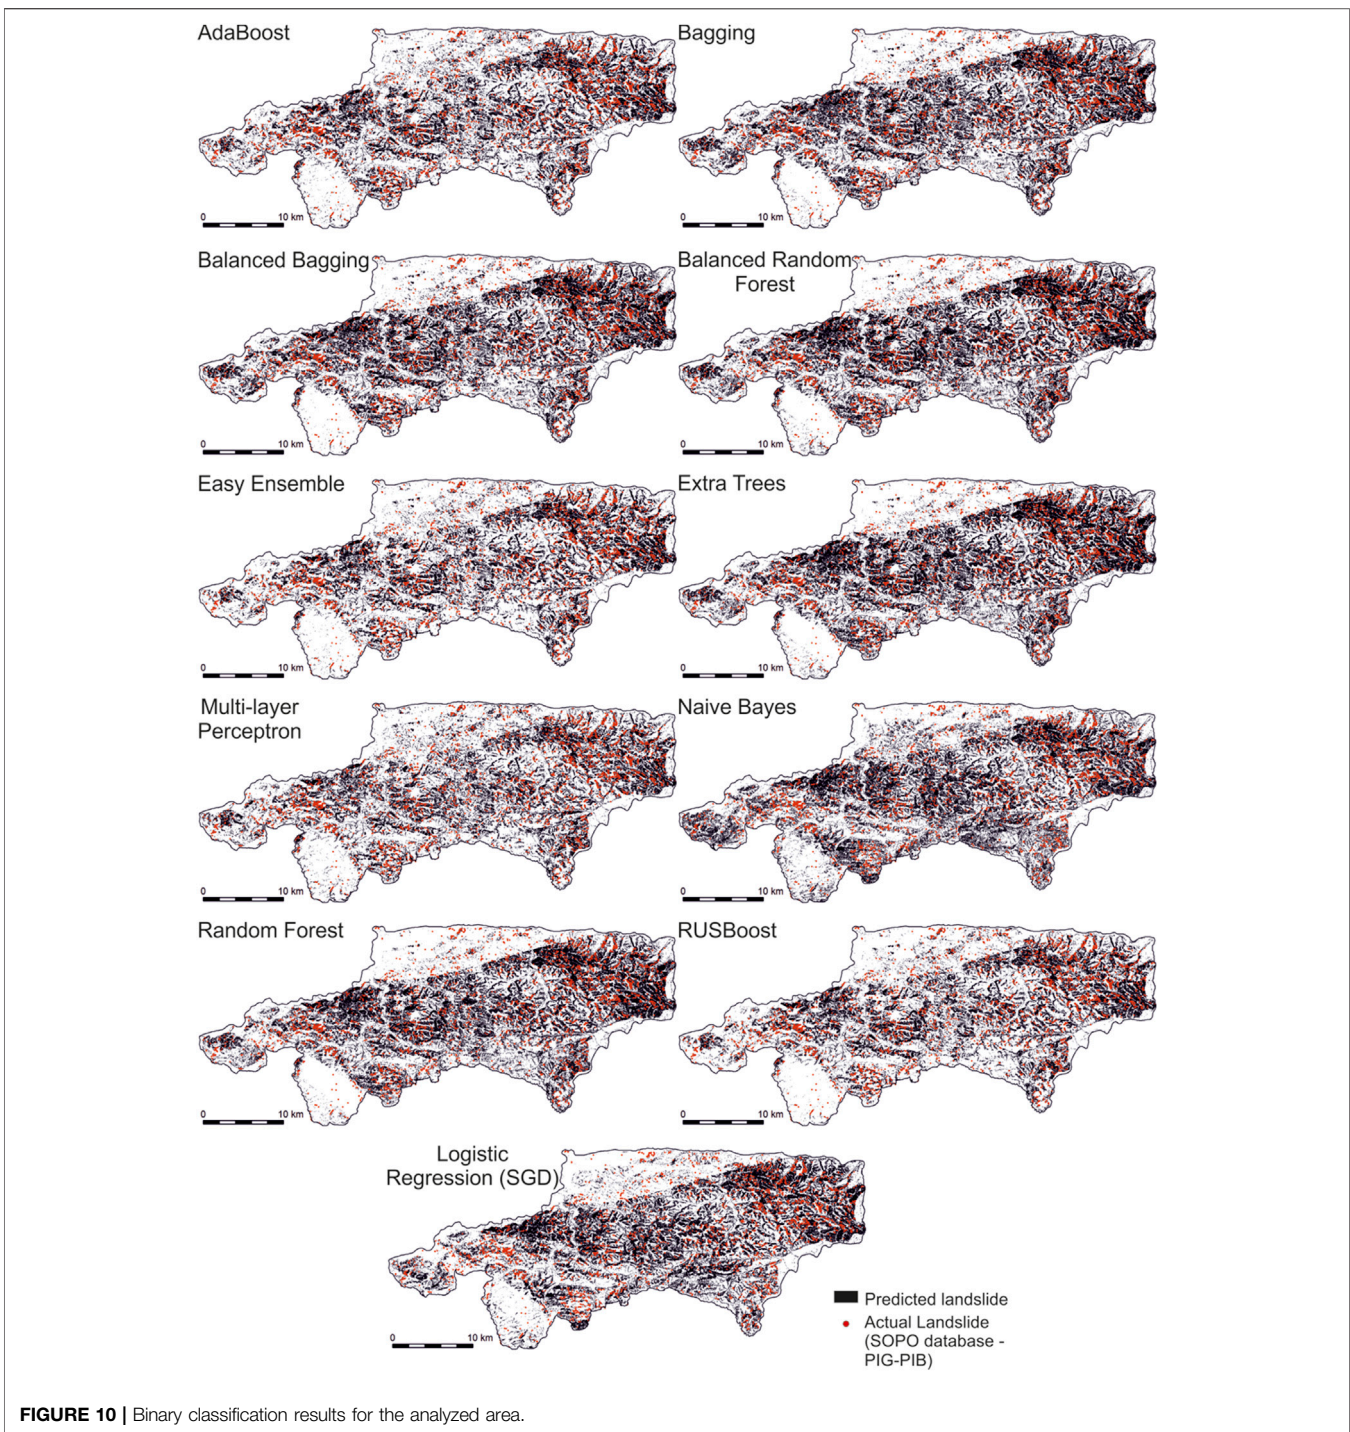 AdaBoost
Bagging
0 10 km
0 10 km
Balanced Bagging
Balanced Random
Forest
0 10 km
0 10 km
Easy Ensemble
Extra Trees
0 10 km
0 10 km
Multi-layer
Perceptron
Naive Bayes
0 10 km
0 10 km
Random Forest
RUSBoost
0 10 km
0 10 km
Logistic
Regression (SGD)
0 10 km
Predicted landslide
Actual Landslide
(SOPO database -
PIG-PIB)
FIGURE 10 | Binary classification results for the analyzed area.